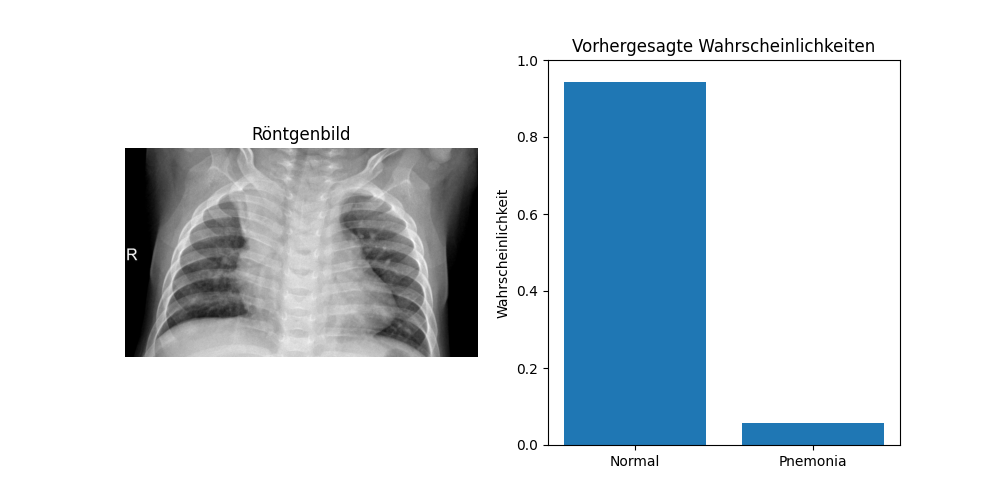 Röntgenbild
R
Vorhergesagte Wahrscheinlichkeiten
Wahrscheinlichkeit
1.0
0.8
0.6
0.4
0.2
0.0
Normal
Pnemonia